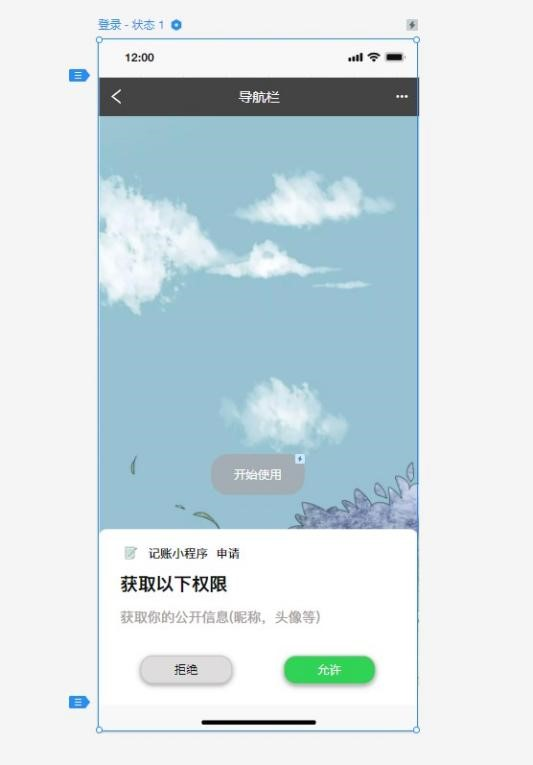 登录 - 状态 1
12:00
导航栏
开始使用
记账小程序 申请
获取以下权限
获取你的公开信息(昵称，头像等)
拒绝
允许